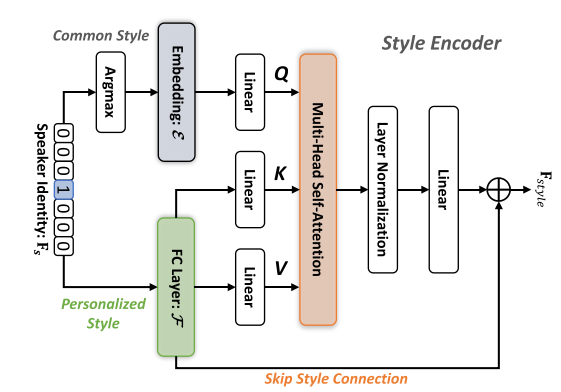 Style Encoder
Common Style
Speaker Identity: F_s
0
0
0
1
0
0
0
Argmax
Embedding: ℰ
Linear
Q
Linear
K
Linear
V
FC Layer: ℱ
Personalized
Style
Multi-Head Self-Attention
Layer Normalization
Linear
F_style
Skip Style Connection